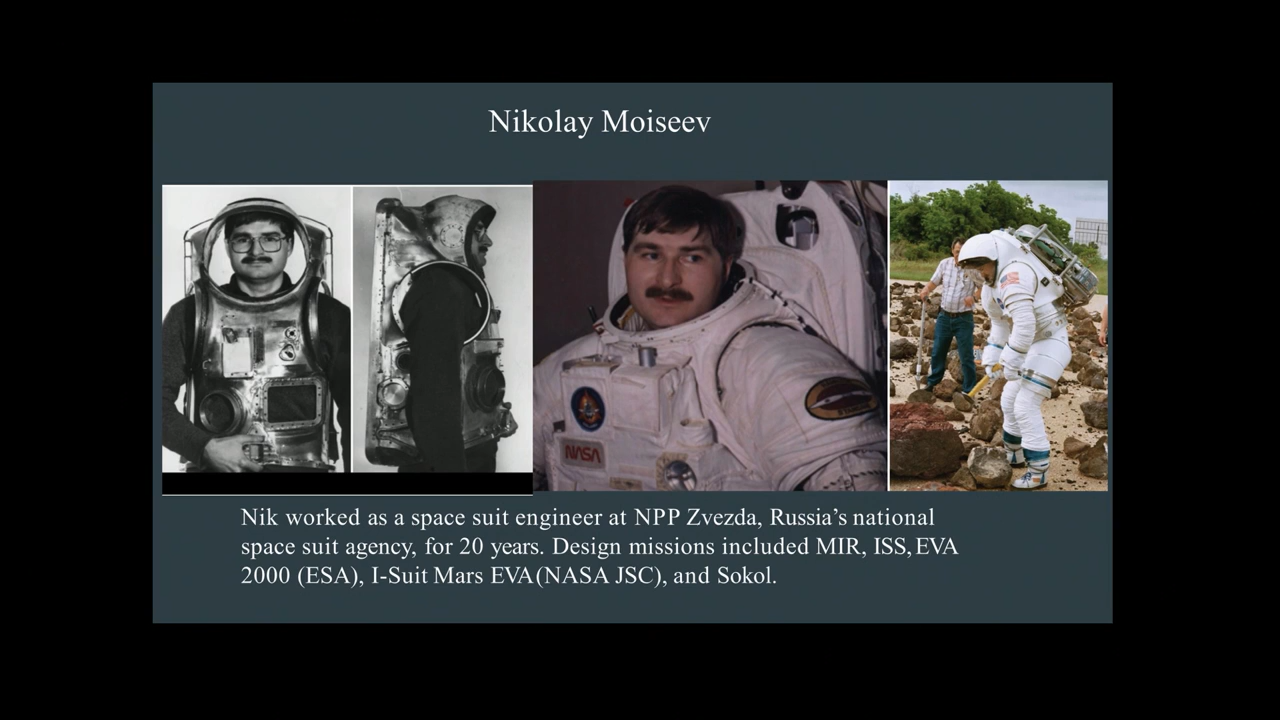 Nikolay Moiseev
NASA
Nik worked as a space suit engineer at NPP Zvezda, Russia’s national
space suit agency, for 20 years. Design missions included MIR, ISS, EVA
2000 (ESA), I-Suit Mars EVA(NASA JSC), and Sokol.